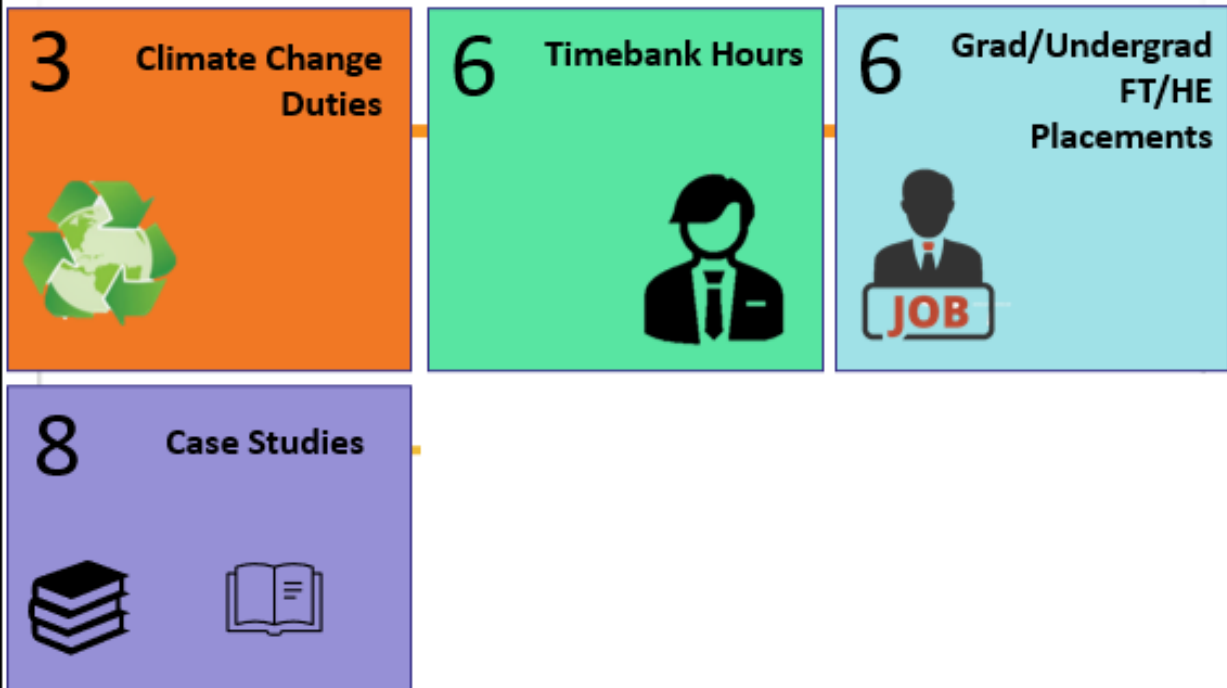 3
Climate Change
Duties
6
Timebank Hours
6
Grad/Undergrad
FT/HE
Placements
JOB
8
Case Studies